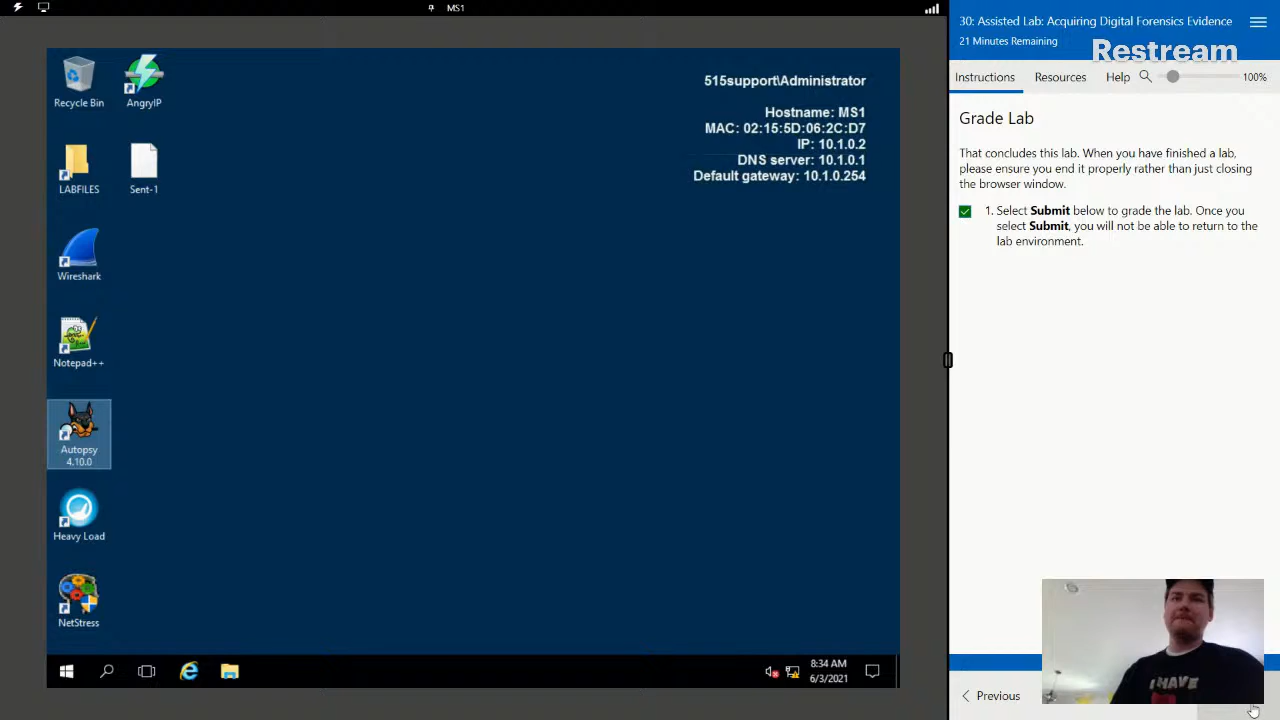 MS1
30: Assisted Lab: Acquiring Digital Forensics Evidence
21 Minutes Remaining
Restream
Instructions
Resources
Help
100%
Grade Lab
That concludes this lab. When you have finished a lab,
please ensure you end it properly rather than just closing
the browser window.
1. Select Submit below to grade the lab. Once you
select Submit, you will not be able to return to the
lab environment.
515support\Administrator
Hostname: MS1
MAC: 02:15:5D:06:2C:D7
IP: 10.1.0.2
DNS server: 10.1.0.1
Default gateway: 10.1.0.254
Recycle Bin
AngryIP
LABFILES
Sent-1
Wireshark
Notepad++
Autopsy
4.10.0
Heavy Load
NetStress
8:34 AM
6/3/2021
Previous
I HAVE